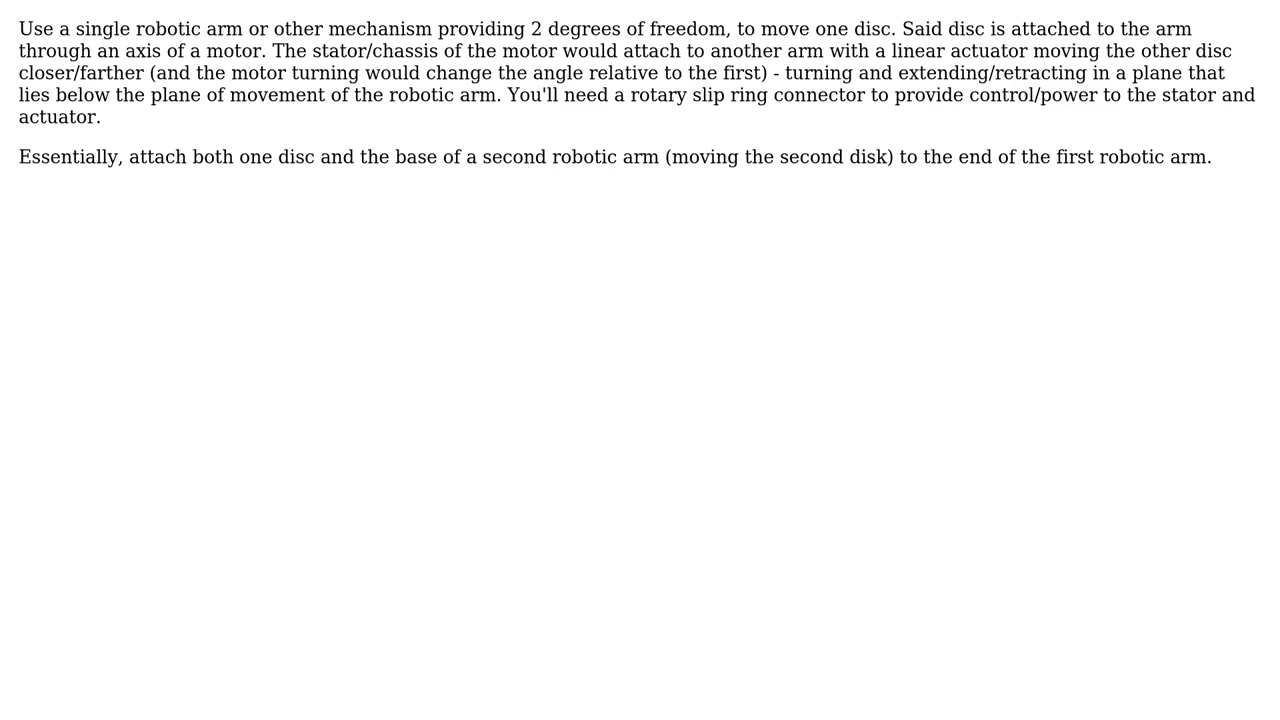 Use a single robotic arm or other mechanism providing 2 degrees of freedom, to move one disc. Said disc is attached to the arm
through an axis of a motor. The stator/chassis of the motor would attach to another arm with a linear actuator moving the other disc
closer/farther (and the motor turning would change the angle relative to the first) - turning and extending/retracting in a plane that
lies below the plane of movement of the robotic arm. You'll need a rotary slip ring connector to provide control/power to the stator and
actuator.
Essentially, attach both one disc and the base of a second robotic arm (moving the second disk) to the end of the first robotic arm.